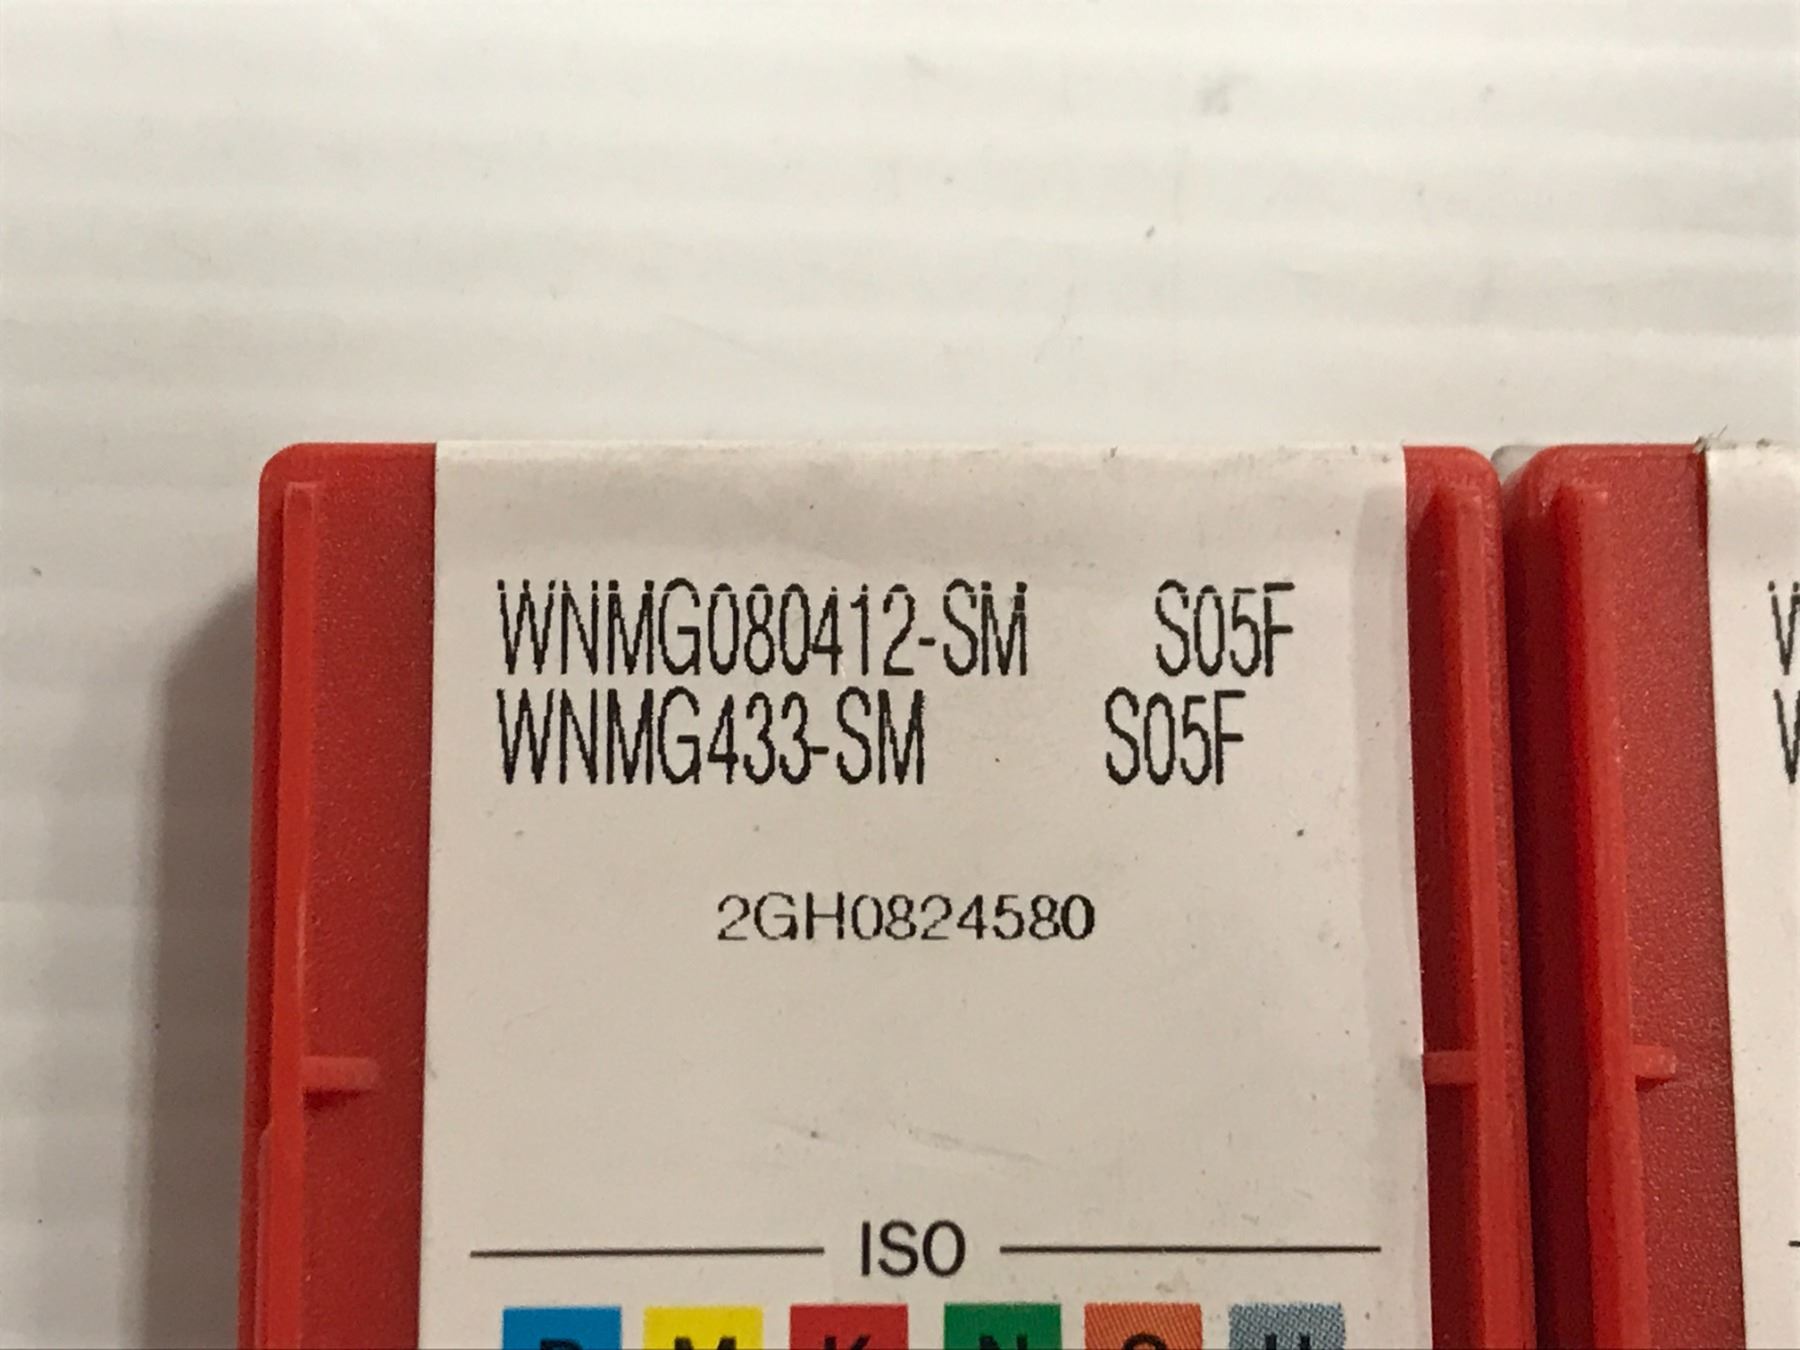 WNMG080412-SM S05F
WNMG433-SM S05F
2GH0824580
ISO
P M K N S H